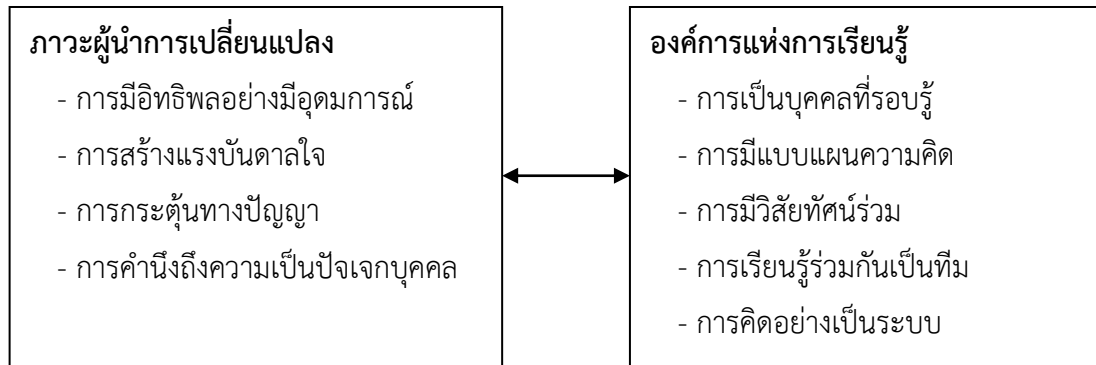 ภาวะผู้นำการเปลี่ยนแปลง
- การมีอิทธิพลอย่างมีอุดมการณ์
- การสร้างแรงบันดาลใจ
- การกระตุ้นทางปัญญา
- การคำนึงถึงความเป็นปัจเจกบุคคล
องค์การแห่งการเรียนรู้
- การเป็นบุคคลที่รอบรู้
- การมีแบบแผนความคิด
- การมีวิสัยทัศน์ร่วม
- การเรียนรู้ร่วมกันเป็นทีม
- การคิดอย่างเป็นระบบ